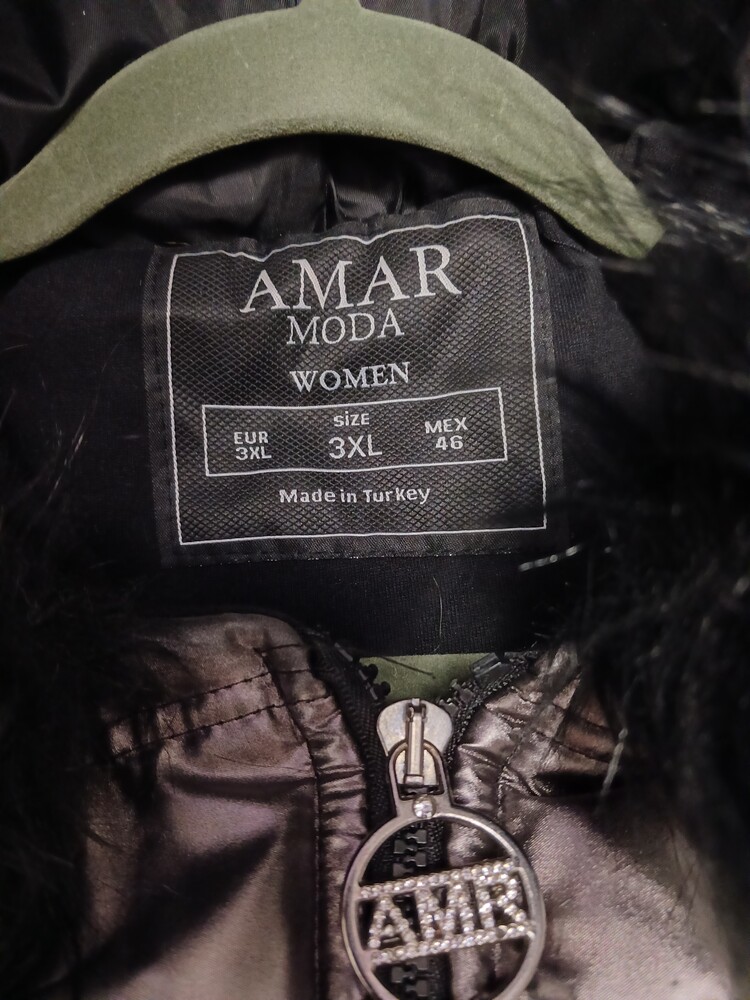 AMAR
MODA
WOMEN
EUR
3XL
SIZE
3XL
MEX
46
Made in Turkey
AMR